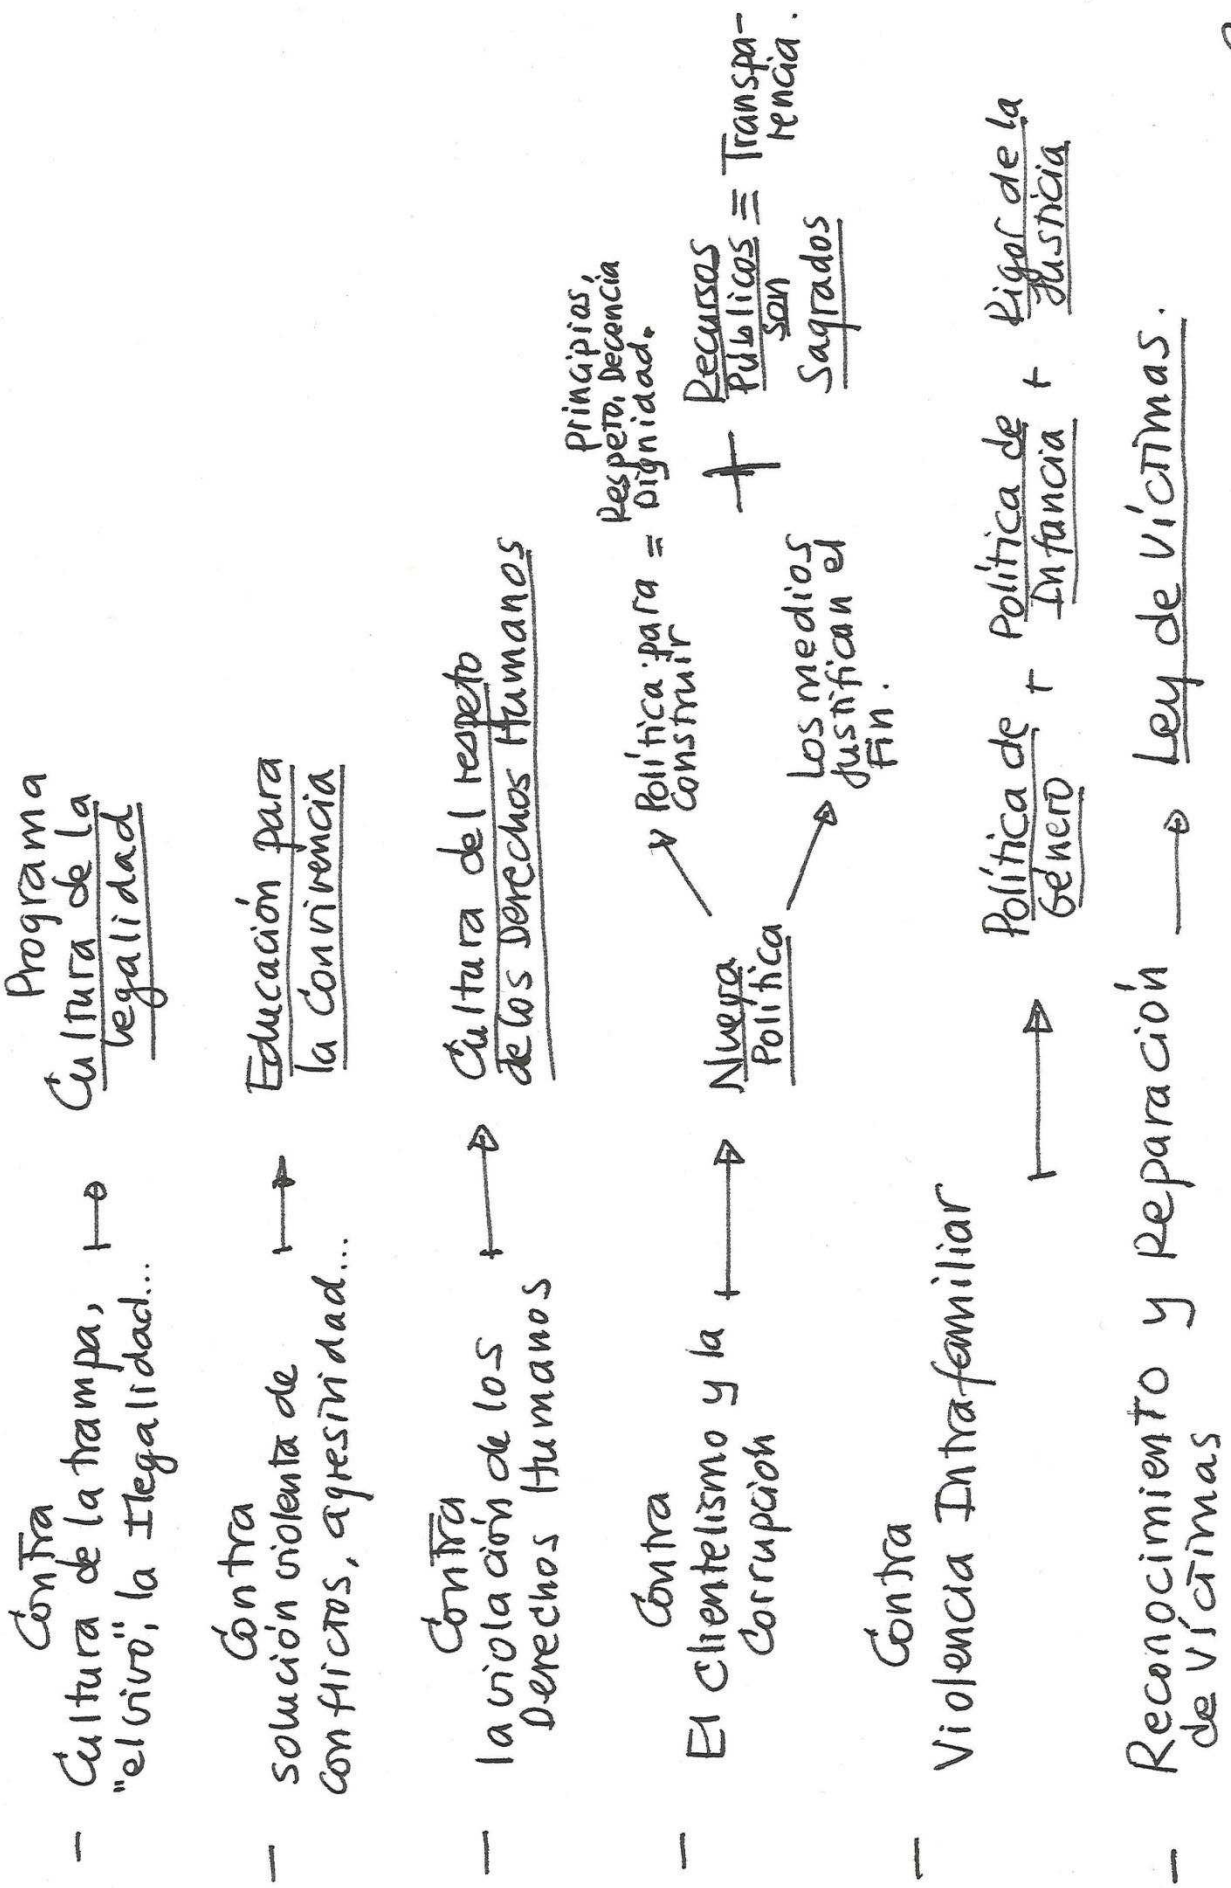 Contra
- Cultura de la trampa, →
"el vivo", la Ilegalidad...
Programa
Cultura de la
Legalidad
Contra
- solución violenta de
conflictos, agresividad... →
Educación para
la Convivencia
Contra
- la violación de los →
Derechos Humanos
Cultura del respeto
de los Derechos Humanos
Contra
- El Clientelismo y la →
Corrupcion
Nueva
Política
Política para =
Construir
Principios,
Respeto, Decencia
Dignidad.
Los medios
Justifican el
Fin.
+
Recursos
Públicos ≡ Transpa-
son rencia.
Sagrados
Contra
- Violencia Intrafamiliar →
Política de + Política de + Rigor de la
Género Infancia Justicia
- Reconocimiento y Reparación → Ley de Víctimas.
de Víctimas